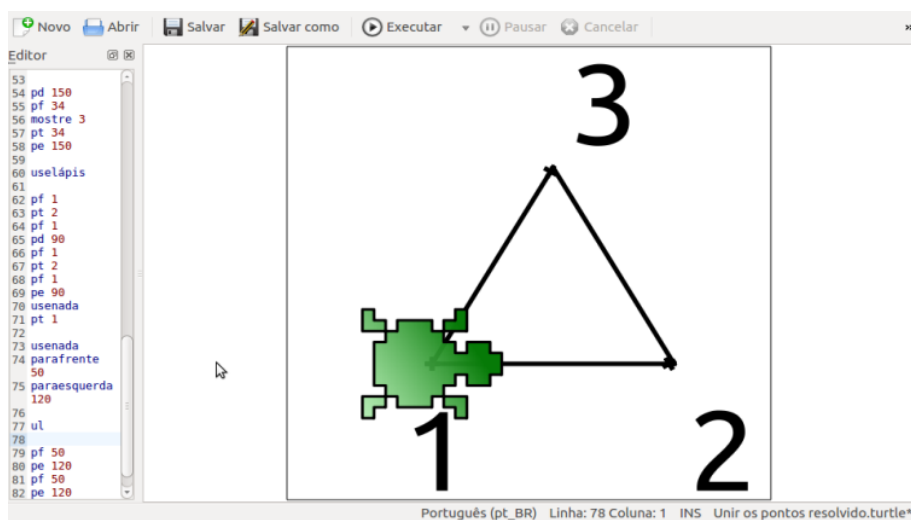 Novo Abrir Salvar Salvar como Executar Pausar Cancelar »
Editor
53
54 pd 150
55 pf 34
56 mostre 3
57 pt 34
58 pe 150
59
60 uselápis
61
62 pf 1
63 pt 2
64 pf 1
65 pd 90
66 pf 1
67 pt 2
68 pf 1
69 pe 90
70 usenada
71 pt 1
72
73 usenada
74 parafrente
50
75 paraesquerda
120
76
77 ul
78
79 pf 50
80 pe 120
81 pf 50
82 pe 120
3
1 2
Português (pt_BR) Linha: 78 Coluna: 1 INS Unir os pontos resolvido.turtle*